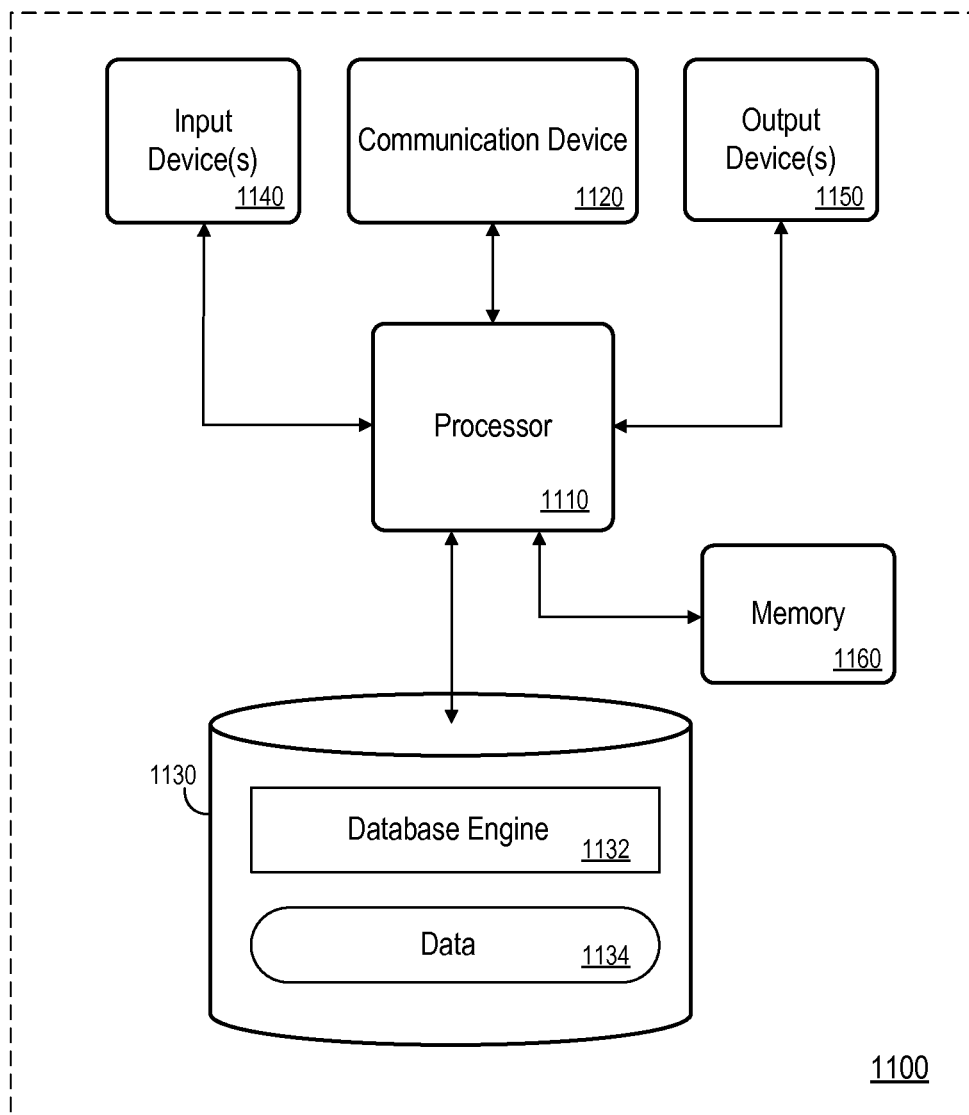 Input
Device(s)
1140
Communication Device
1120
Output
Device(s)
1150
Processor
1110
Memory
1160
1130
Database Engine
1132
Data
1134
1100